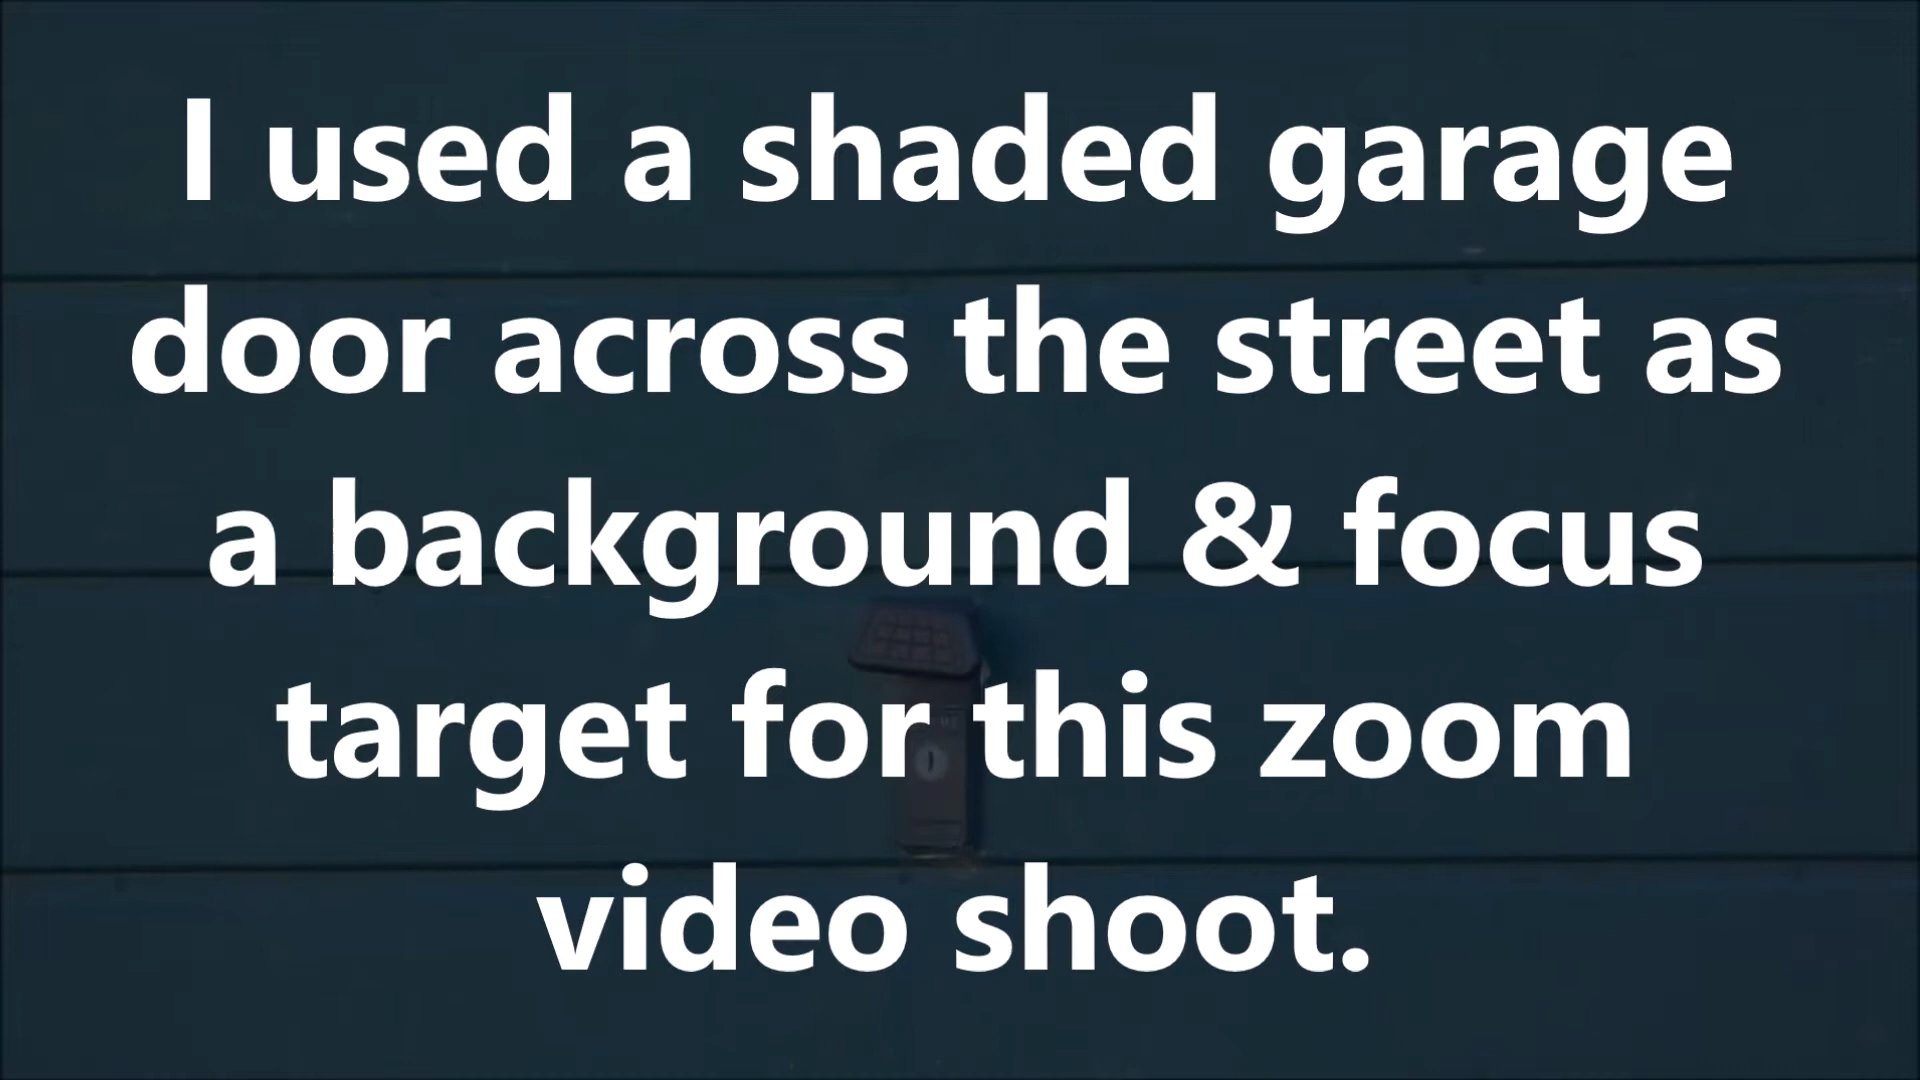 I used a shaded garage
door across the street as
a background & focus
target for this zoom
video shoot.